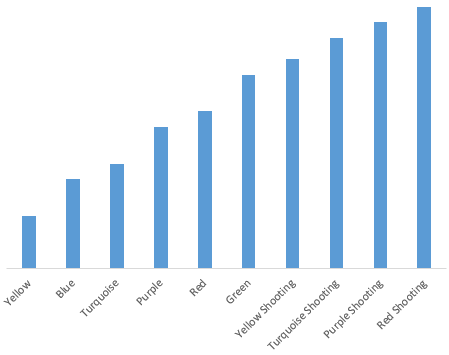 Yellow
Blue
Turquoise
Purple
Red
Green
Yellow Shooting
Turquoise Shooting
Purple Shooting
Red Shooting